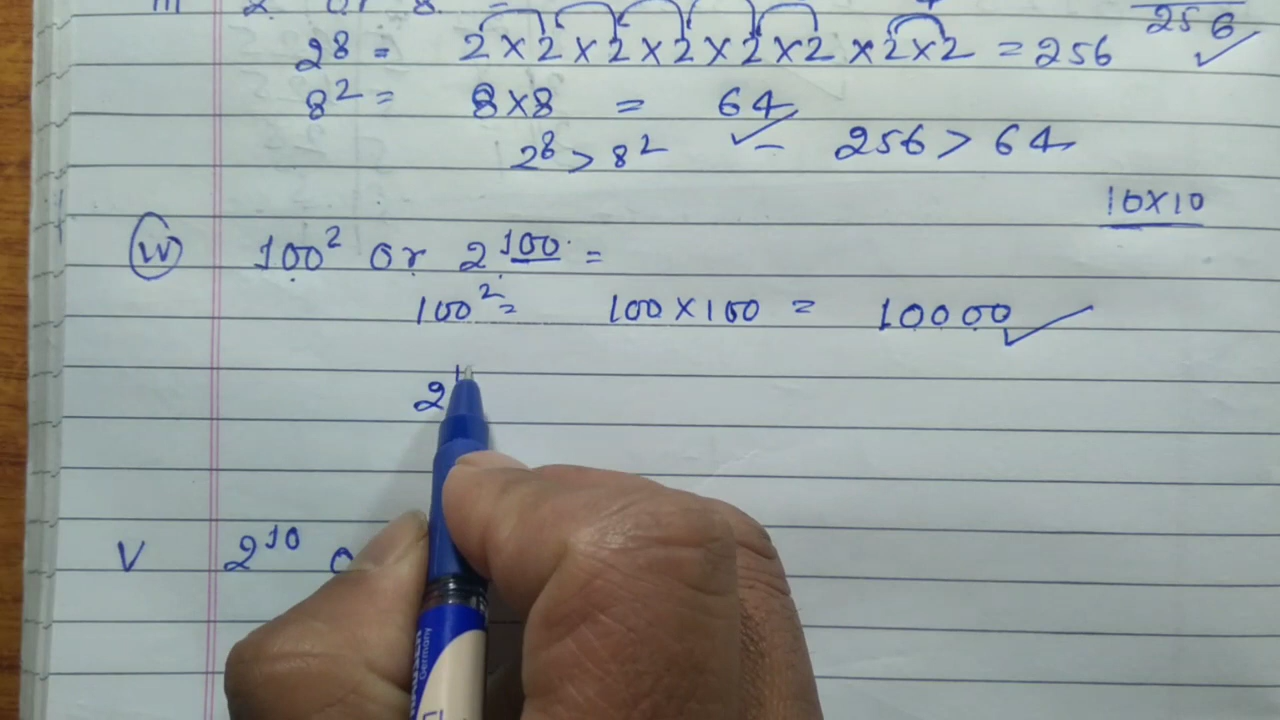 256
2⁸ = 2×2×2×2×2×2×2×2 = 256
8² = 8×8 = 64
2⁸ > 8² – 256 > 64
10×10
iv 100² or 2¹⁰⁰ =
100² = 100×100 = 10000
2
V 2¹⁰
Germany